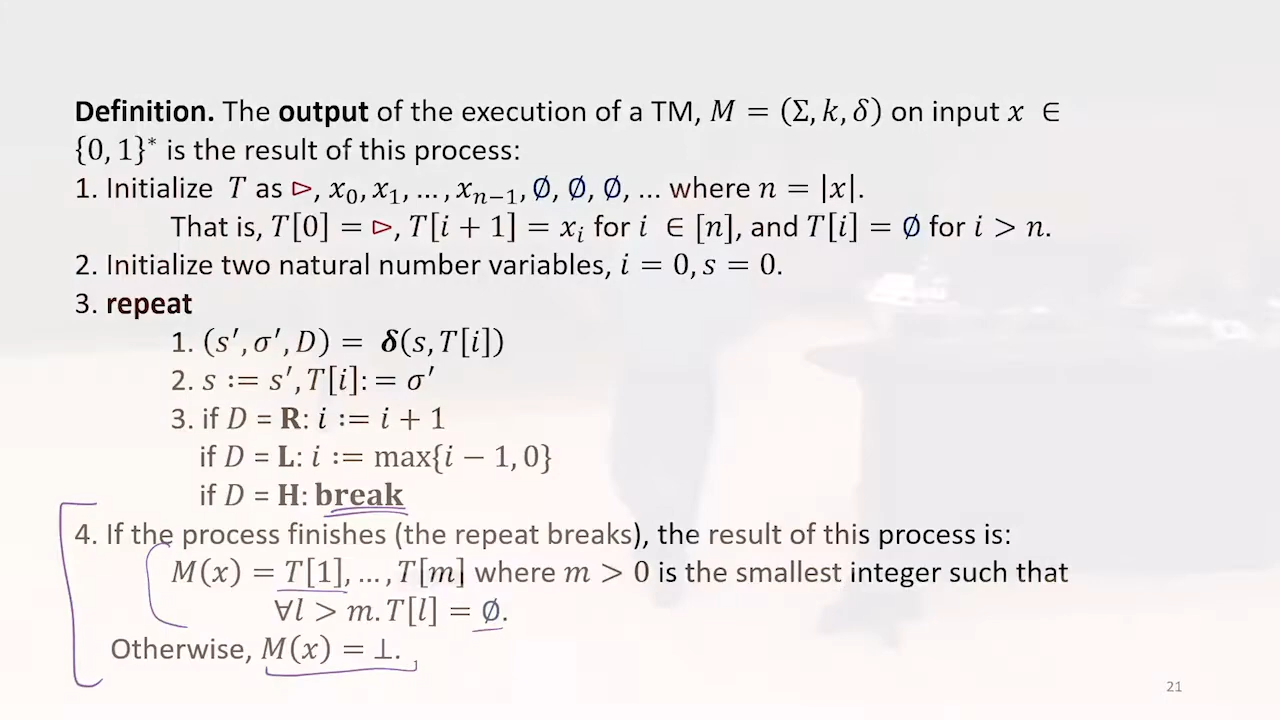 Definition. The output of the execution of a TM, M = (Σ, k, δ) on input x ∈
{0, 1}* is the result of this process:
1. Initialize T as ▷, x₀, x₁, … , xₙ₋₁, ∅, ∅, ∅, … where n = |x|.
That is, T[0] = ▷, T[i + 1] = xᵢ for i ∈ [n], and T[i] = ∅ for i > n.
2. Initialize two natural number variables, i = 0, s = 0.
3. repeat
1. (s′, σ′, D) = δ(s, T[i])
2. s := s′, T[i]: = σ′
3. if D = R: i := i + 1
if D = L: i := max{i − 1, 0}
if D = H: break
4. If the process finishes (the repeat breaks), the result of this process is:
M(x) = T[1], … , T[m] where m > 0 is the smallest integer such that
∀l > m. T[l] = ∅.
Otherwise, M(x) = ⊥.
21